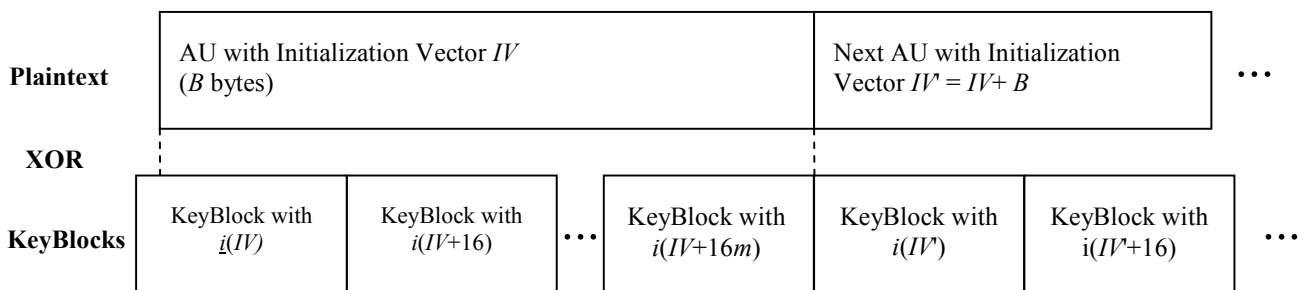 AU with Initialization Vector IV
(B bytes)
Next AU with Initialization
Vector IV' = IV+ B
Plaintext
...
XOR
KeyBlocks
KeyBlock with
i(IV)
KeyBlock with
i(IV+16)
...
KeyBlock with
i(IV+16m)
KeyBlock with
i(IV')
KeyBlock with
i(IV'+16)
...